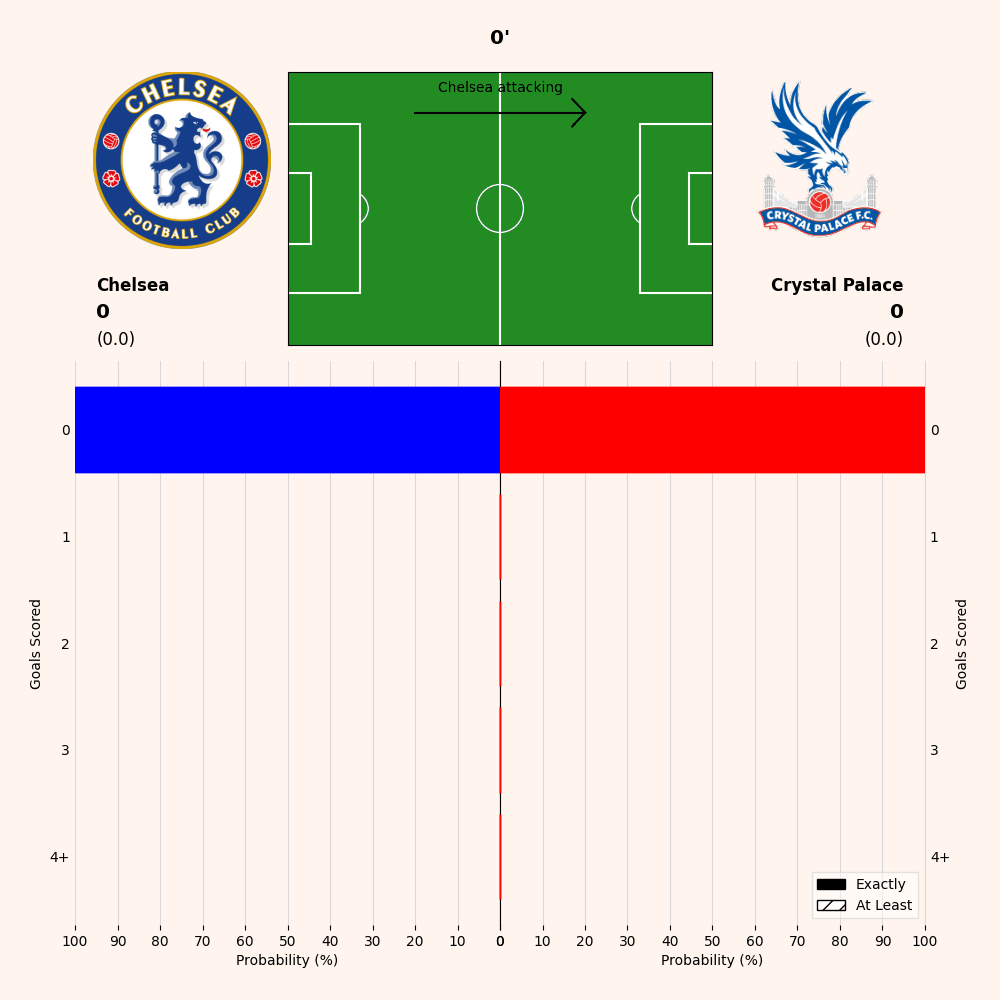 0'
Chelsea attacking
CHELSEA
FOOTBALL CLUB
CRYSTAL PALACE F.C.
Chelsea
0
(0.0)
Crystal Palace
0
(0.0)
0
1
2
3
4+
Goals Scored
0
1
2
3
4+
Goals Scored
Exactly
At Least
100 90 80 70 60 50 40 30 20 10 0 10 20 30 40 50 60 70 80 90 100
Probability (%)
Probability (%)